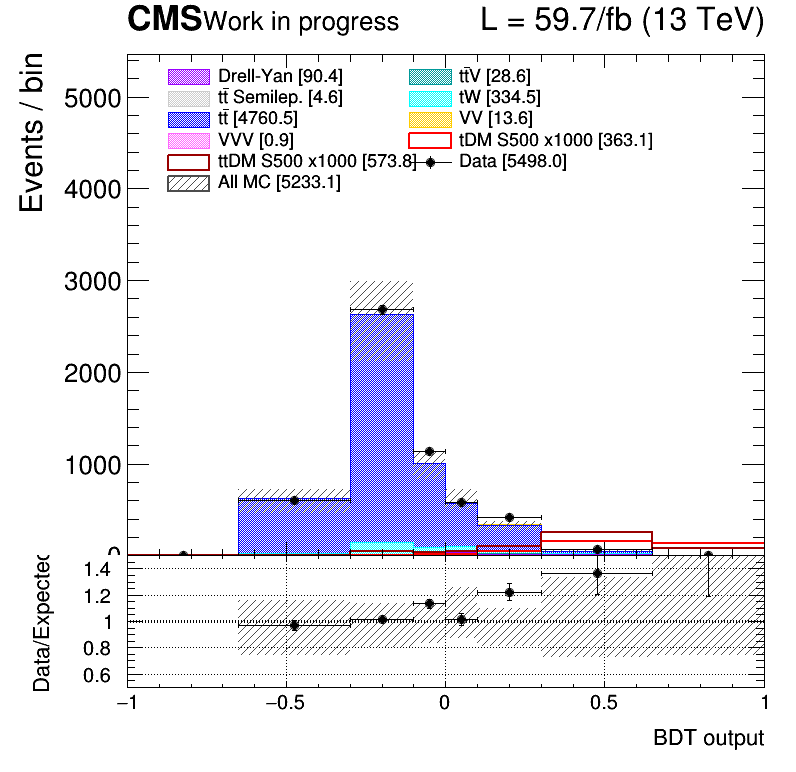 CMS Work in progress L = 59.7/fb (13 TeV)
Events / bin
5000
4000
3000
2000
1000
0
Drell-Yan [90.4]
tt̄V [28.6]
tt̄ Semilep. [4.6]
tW [334.5]
tt̄ [4760.5]
VV [13.6]
VVV [0.9]
tDM S500 x1000 [363.1]
ttDM S500 x1000 [573.8]
Data [5498.0]
All MC [5233.1]
Data/Expected
1.4
1.2
1
0.8
0.6
−1 −0.5 0 0.5 1
BDT output